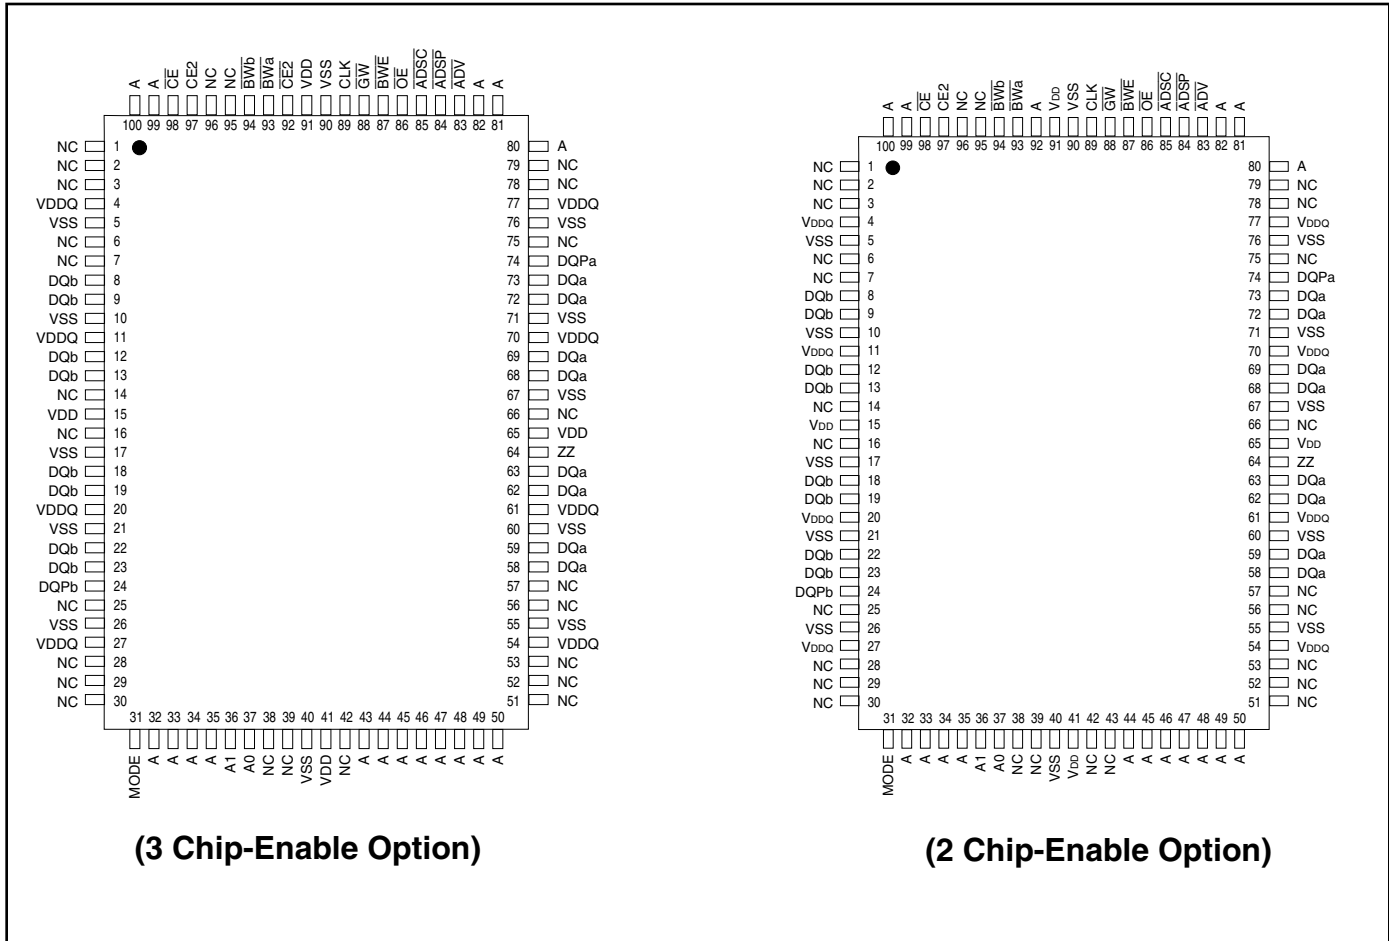 A A CE CE2 NC NC BWb BWa CE2 VDD VSS CLK GW BWE OE ADSC ADSP ADV A A
100 99 98 97 96 95 94 93 92 91 90 89 88 87 86 85 84 83 82 81
NC 1 80 A
NC 2 79 NC
NC 3 78 NC
VDDQ 4 77 VDDQ
VSS 5 76 VSS
NC 6 75 NC
NC 7 74 DQPa
DQb 8 73 DQa
DQb 9 72 DQa
VSS 10 71 VSS
VDDQ 11 70 VDDQ
DQb 12 69 DQa
DQb 13 68 DQa
NC 14 67 VSS
VDD 15 66 NC
NC 16 65 VDD
VSS 17 64 ZZ
DQb 18 63 DQa
DQb 19 62 DQa
VDDQ 20 61 VDDQ
VSS 21 60 VSS
DQb 22 59 DQa
DQb 23 58 DQa
DQPb 24 57 NC
NC 25 56 NC
VSS 26 55 VSS
VDDQ 27 54 VDDQ
NC 28 53 NC
NC 29 52 NC
NC 30 51 NC
31 32 33 34 35 36 37 38 39 40 41 42 43 44 45 46 47 48 49 50
MODE A A A A A1 A0 NC NC VSS VDD NC A A A A A A A A
(3 Chip-Enable Option)
A A CE CE2 NC NC BWb BWa A VDD VSS CLK GW BWE OE ADSC ADSP ADV A A
100 99 98 97 96 95 94 93 92 91 90 89 88 87 86 85 84 83 82 81
NC 1 80 A
NC 2 79 NC
NC 3 78 NC
VDDQ 4 77 VDDQ
VSS 5 76 VSS
NC 6 75 NC
NC 7 74 DQPa
DQb 8 73 DQa
DQb 9 72 DQa
VSS 10 71 VSS
VDDQ 11 70 VDDQ
DQb 12 69 DQa
DQb 13 68 DQa
NC 14 67 VSS
VDD 15 66 NC
NC 16 65 VDD
VSS 17 64 ZZ
DQb 18 63 DQa
DQb 19 62 DQa
VDDQ 20 61 VDDQ
VSS 21 60 VSS
DQb 22 59 DQa
DQb 23 58 DQa
DQPb 24 57 NC
NC 25 56 NC
VSS 26 55 VSS
VDDQ 27 54 VDDQ
NC 28 53 NC
NC 29 52 NC
NC 30 51 NC
31 32 33 34 35 36 37 38 39 40 41 42 43 44 45 46 47 48 49 50
MODE A A A A A1 A0 NC NC VSS VDD NC NC A A A A A A A
(2 Chip-Enable Option)